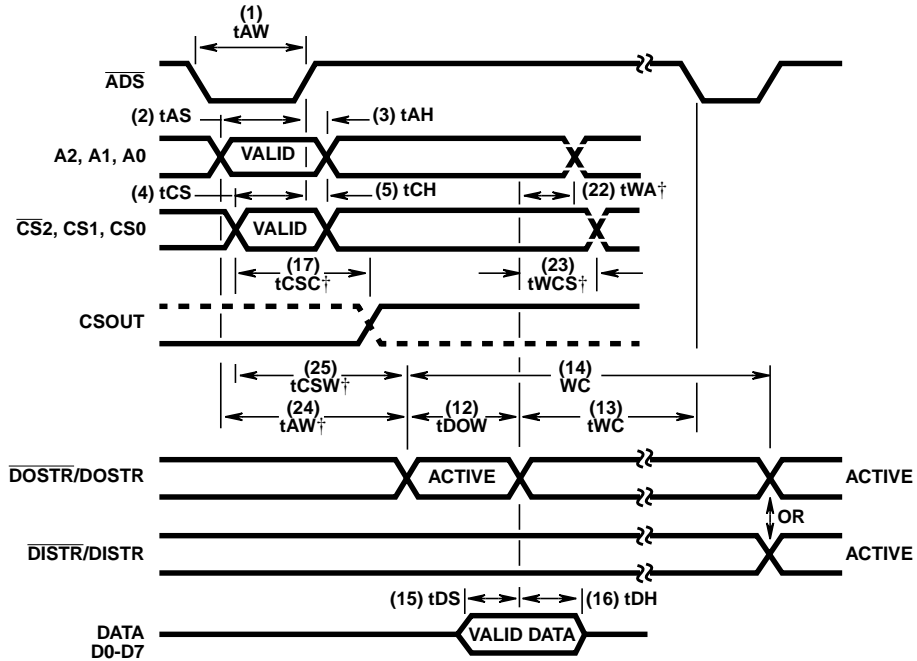 (1)
tAW
ADS
(2) tAS
(3) tAH
A2, A1, A0
VALID
(4) tCS
(5) tCH
(22) tWA†
CS2, CS1, CS0
VALID
(17)
tCSC†
(23)
tWCS†
CSOUT
(25)
tCSW†
(14)
WC
(24)
tAW†
(12)
tDOW
(13)
tWC
DOSTR/DOSTR
ACTIVE
ACTIVE
OR
DISTR/DISTR
ACTIVE
(15) tDS
(16) tDH
DATA
D0-D7
VALID DATA